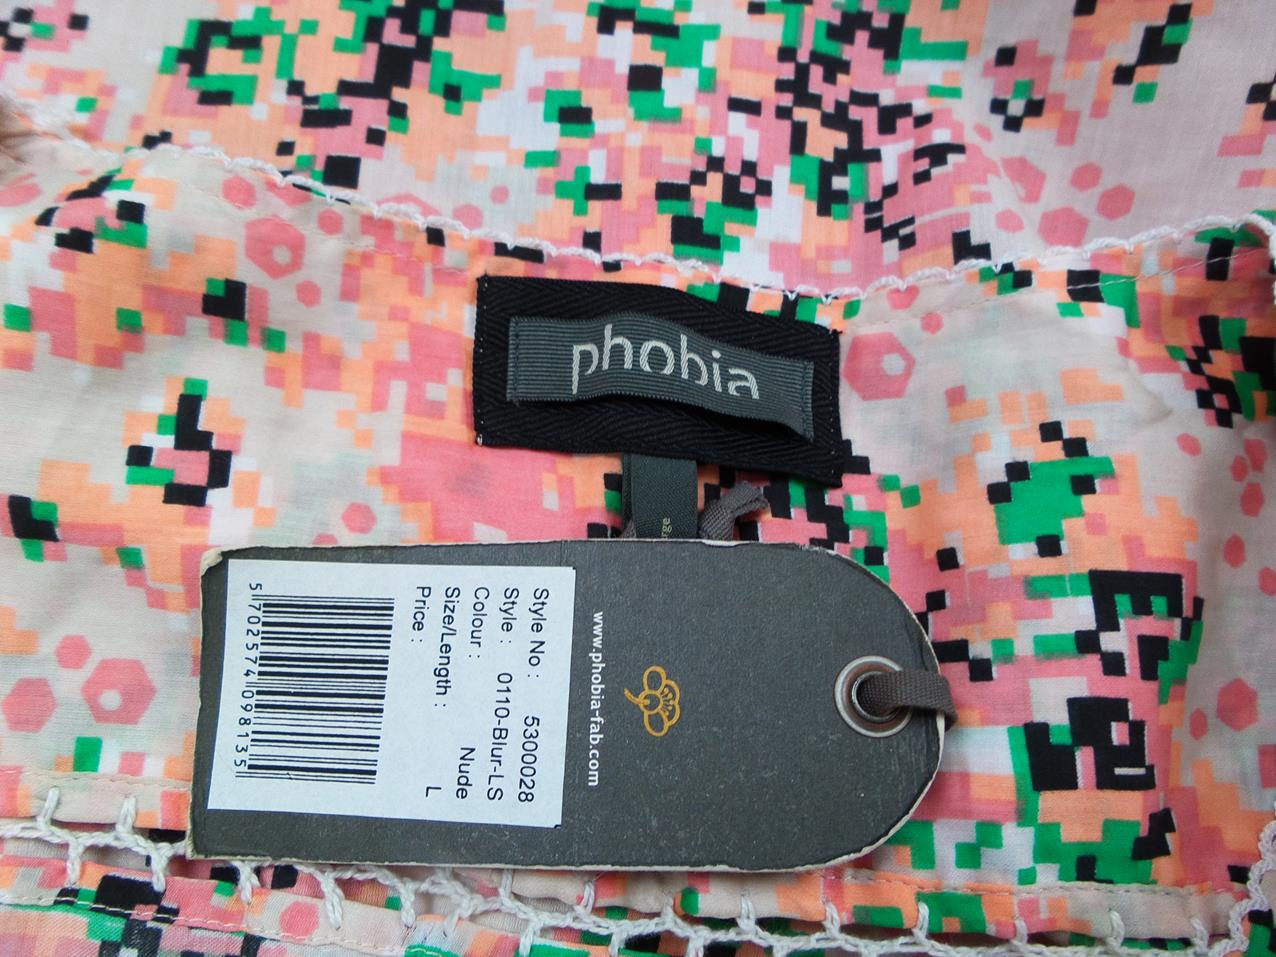 phobia
www.phobia-fab.com
Style No : 5300028
Style : 0110-Blur-LS
Colour : Nude
Size/Length : L
Price :
5702574098135